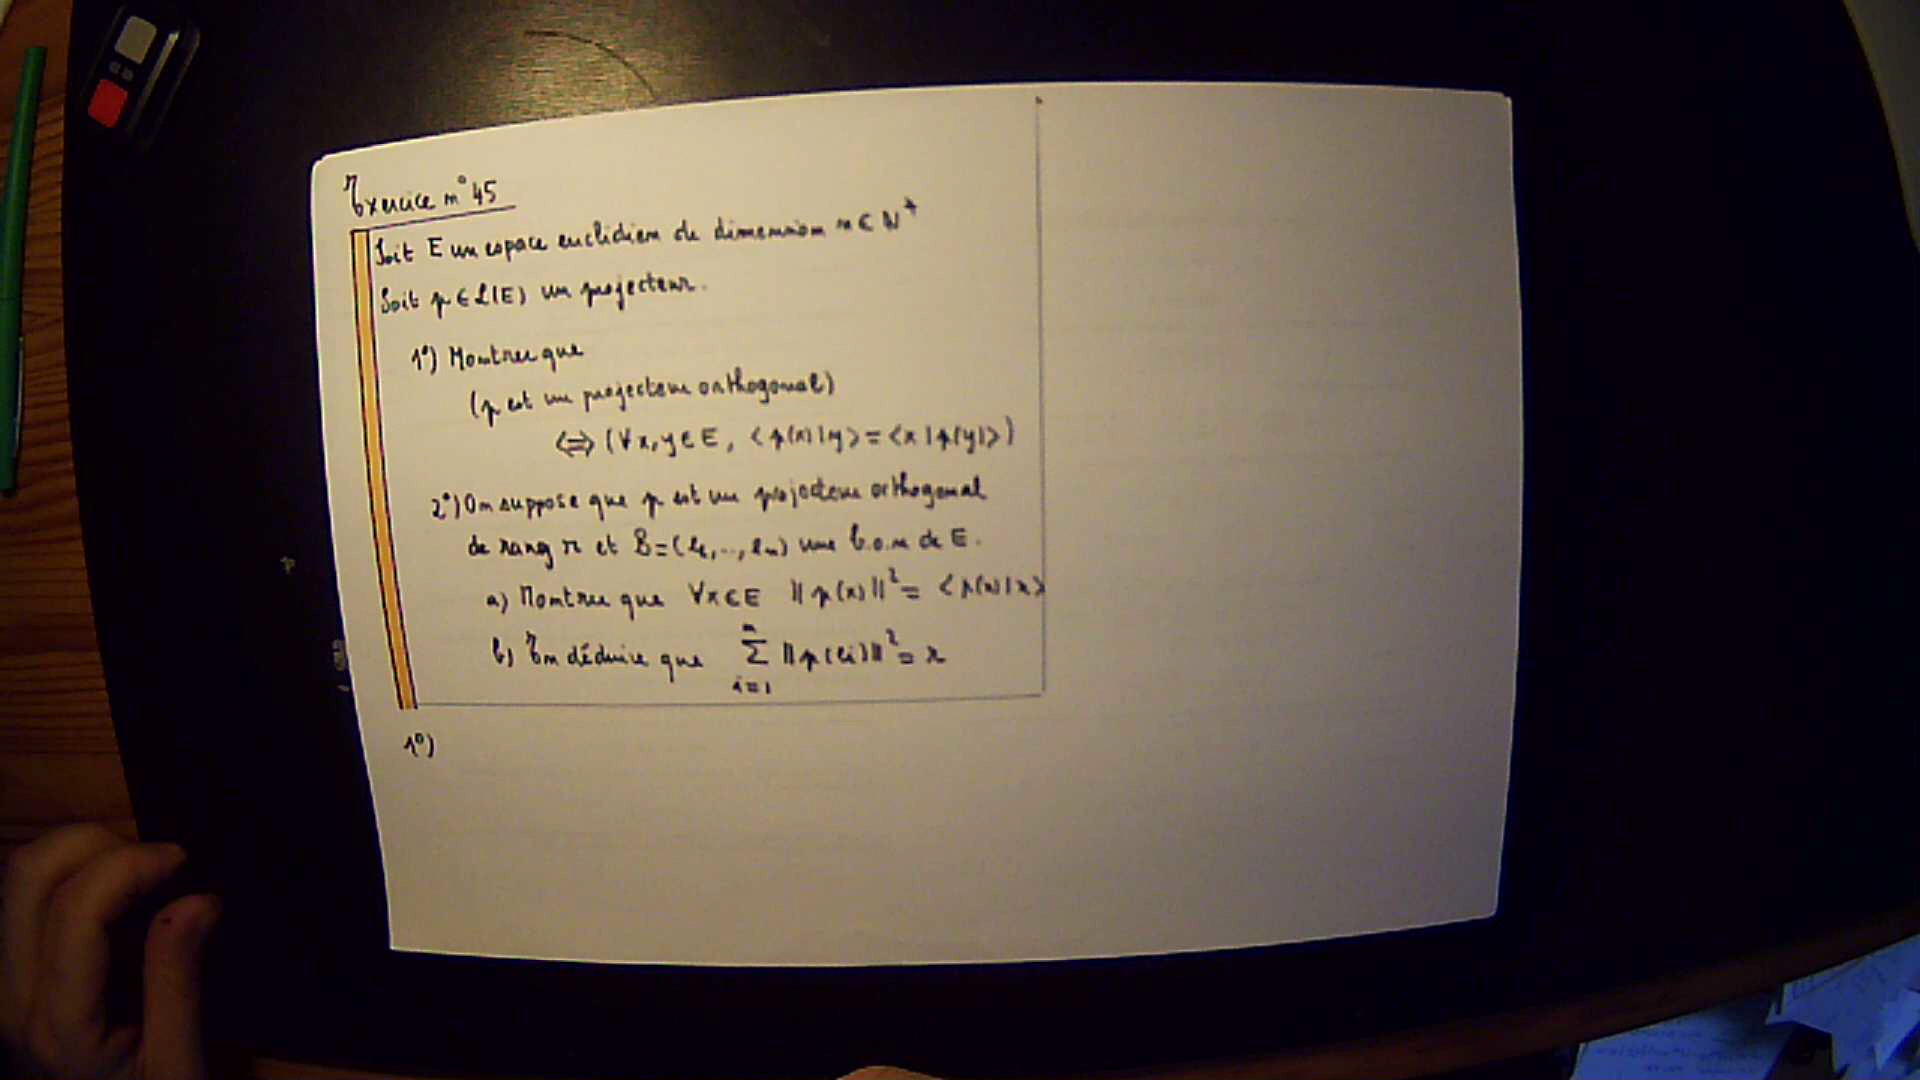 Exercice n° 45
Soit E un espace euclidien de dimension n ∈ N*
Soit p ∈ L(E) un projecteur.
1°) Montrer que
(p est un projecteur orthogonal)
⟺ (∀x,y ∈ E, <p(x)|y> = <x|p(y)>)
2°) On suppose que p est un projecteur orthogonal
de rang r et B = (e₁,..,eₙ) une b.o.n de E.
a) Montrer que ∀x ∈ E ||p(x)||² = <p(x)|x>
b) En déduire que ∑_{i=1}^{n} ||p(ei)||² = r
1°)